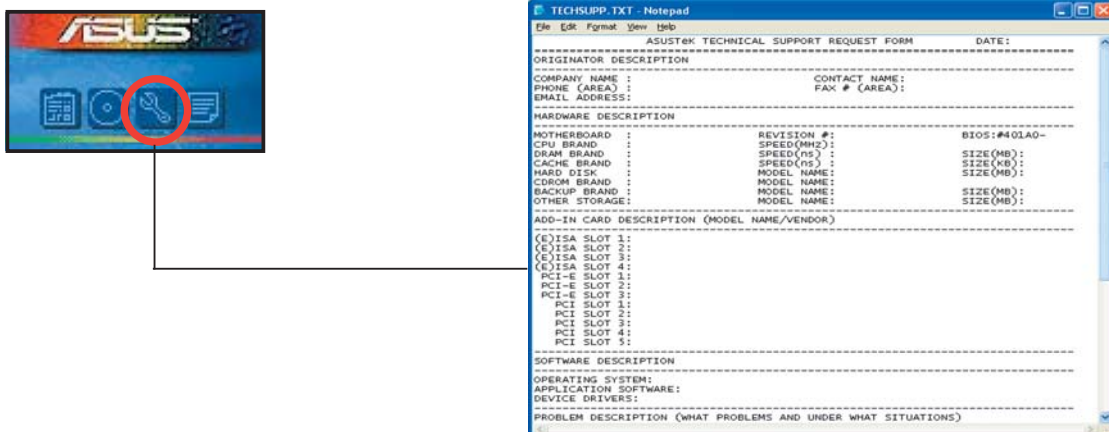 ASUS
TECHSUPP.TXT - Notepad
File Edit Format View Help
ASUSTeK TECHNICAL SUPPORT REQUEST FORM DATE:
--------------------------------------------------------------------------------
ORIGINATOR DESCRIPTION
--------------------------------------------------------------------------------
COMPANY NAME : CONTACT NAME:
PHONE (AREA) : FAX # (AREA):
EMAIL ADDRESS:
--------------------------------------------------------------------------------
HARDWARE DESCRIPTION
--------------------------------------------------------------------------------
MOTHERBOARD : REVISION #: BIOS:#401A0-
CPU BRAND : SPEED(MHz):
DRAM BRAND : SPEED(ns) : SIZE(MB):
CACHE BRAND : SPEED(ns) : SIZE(KB):
HARD DISK : MODEL NAME: SIZE(MB):
CDROM BRAND : MODEL NAME:
BACKUP BRAND : MODEL NAME: SIZE(MB):
OTHER STORAGE: MODEL NAME: SIZE(MB):
--------------------------------------------------------------------------------
ADD-IN CARD DESCRIPTION (MODEL NAME/VENDOR)
--------------------------------------------------------------------------------
(E)ISA SLOT 1:
(E)ISA SLOT 2:
(E)ISA SLOT 3:
(E)ISA SLOT 4:
PCI-E SLOT 1:
PCI-E SLOT 2:
PCI-E SLOT 3:
PCI SLOT 1:
PCI SLOT 2:
PCI SLOT 3:
PCI SLOT 4:
PCI SLOT 5:
--------------------------------------------------------------------------------
SOFTWARE DESCRIPTION
--------------------------------------------------------------------------------
OPERATING SYSTEM:
APPLICATION SOFTWARE:
DEVICE DRIVERS:
--------------------------------------------------------------------------------
PROBLEM DESCRIPTION (WHAT PROBLEMS AND UNDER WHAT SITUATIONS)